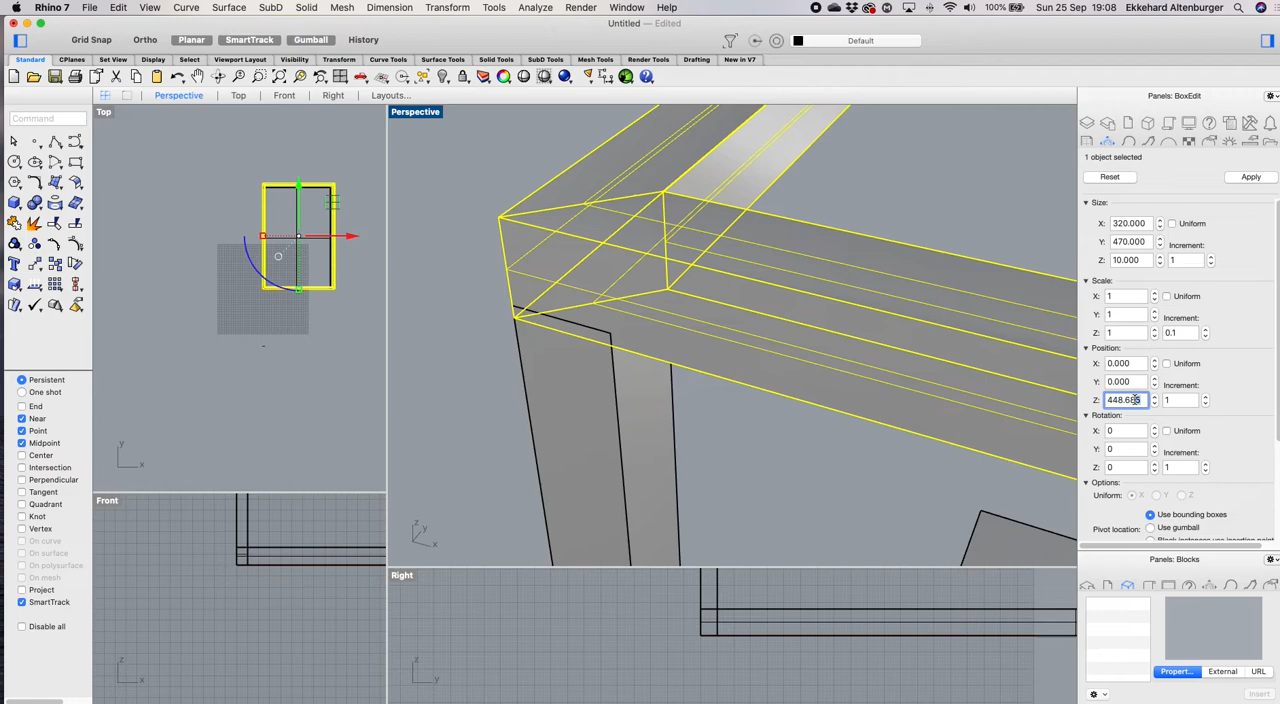 Rhino 7 File Edit View Curve Surface SubD Solid Mesh Dimension Transform Tools Analyze Render Window Help 100% Sun 25 Sep 19:08 Ekkehard Altenburger
Untitled — Edited
Grid Snap Ortho Planar SmartTrack Gumball History Default
Standard CPlanes Set View Display Select Viewport Layout Visibility Transform Curve Tools Surface Tools Solid Tools SubD Tools Mesh Tools Render Tools Drafting New in V7
Perspective Top Front Right Layouts...
Panels: BoxEdit
Command
Top
Perspective
1 object selected
Reset Apply
Size:
X: 320.000 Uniform
Y: 470.000 Increment:
Z: 10.000 1
Scale:
X: 1 Uniform
Y: 1 Increment:
Z: 1 0.1
Position:
X: 0.000 Uniform
Y: 0.000 Increment:
Z: 1
Rotation:
X: 0 Uniform
Y: 0 Increment:
Z: 0 1
Options:
Uniform: X Y Z
Use bounding boxes
Pivot location: Use gumball
Panels: Blocks
Propert... External URL
Insert
Persistent
One shot
End
Near
Point
Midpoint
Center
Intersection
Perpendicular
Tangent
Quadrant
Knot
Vertex
On curve
On surface
On polysurface
On mesh
Project
SmartTrack
Disable all
y
x
Front
z
x
z
y
x
Right
z
y